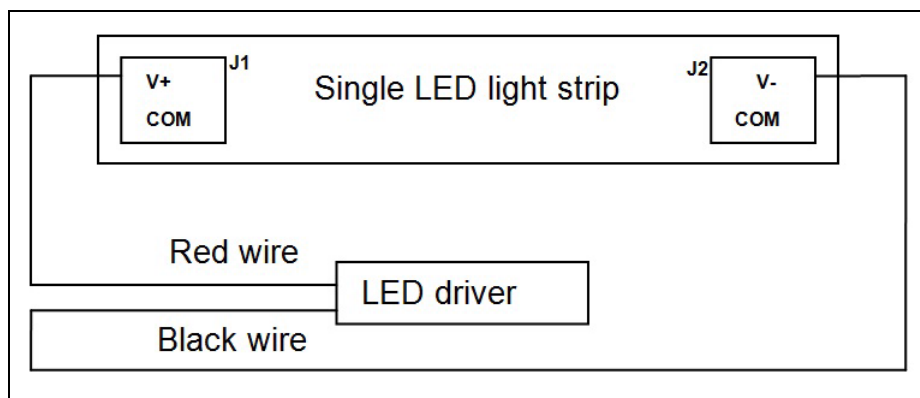 J1
V+
COM
Single LED light strip
J2
V-
COM
Red wire
LED driver
Black wire